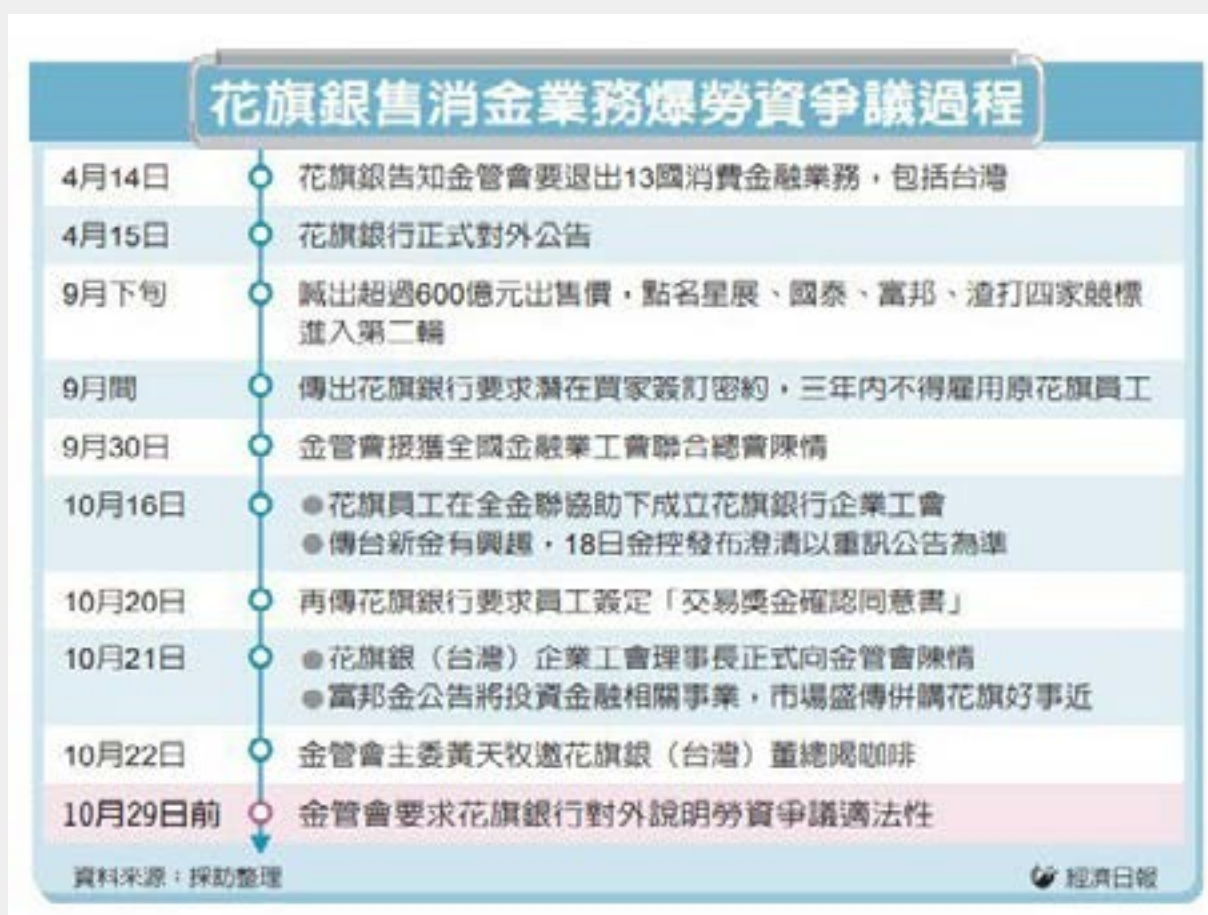 花旗銀售消金業務爆勞資爭議過程
4月14日
花旗銀告知金管會要退出13國消費金融業務，包括台灣
4月15日
花旗銀行正式對外公告
9月下旬
喊出超過600億元出售價，點名星展、國泰、富邦、渣打四家競標
進入第二輪
9月間
傳出花旗銀行要求潛在買家簽訂密約，三年內不得雇用原花旗員工
9月30日
金管會接獲全國金融業工會聯合總會陳情
10月16日
●花旗員工在全金聯協助下成立花旗銀行企業工會
●傳台新金有興趣，18日金控發布澄清以重訊公告為準
10月20日
再傳花旗銀行要求員工簽定「交易獎金確認同意書」
10月21日
●花旗銀（台灣）企業工會理事長正式向金管會陳情
●富邦金公告將投資金融相關事業，市場盛傳併購花旗好事近
10月22日
金管會主委黃天牧邀花旗銀（台灣）董總喝咖啡
10月29日前
金管會要求花旗銀行對外說明勞資爭議適法性
資料來源：採訪整理
經濟日報